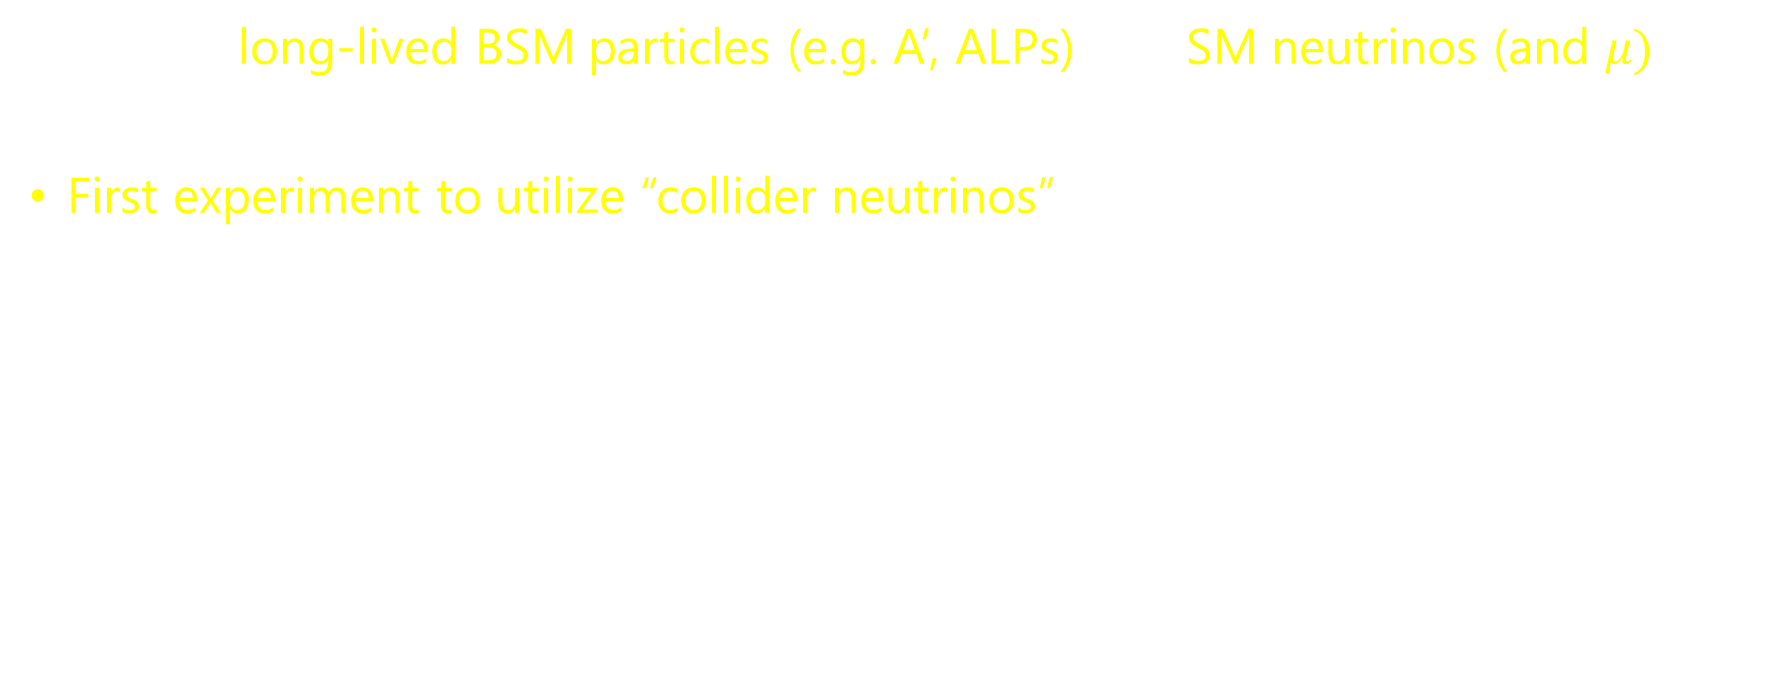 long-lived BSM particles (e.g. A’, ALPs) SM neutrinos (and 𝜇)
• First experiment to utilize “collider neutrinos”